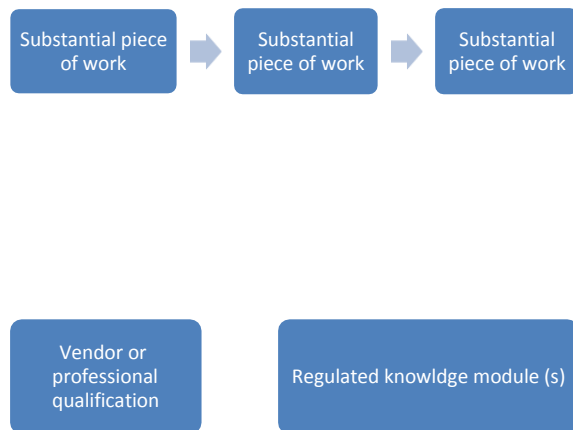 Substantial piece
of work
Substantial
piece of work
Substantial
piece of work
Vendor or
professional
qualification
Regulated knowldge module (s)